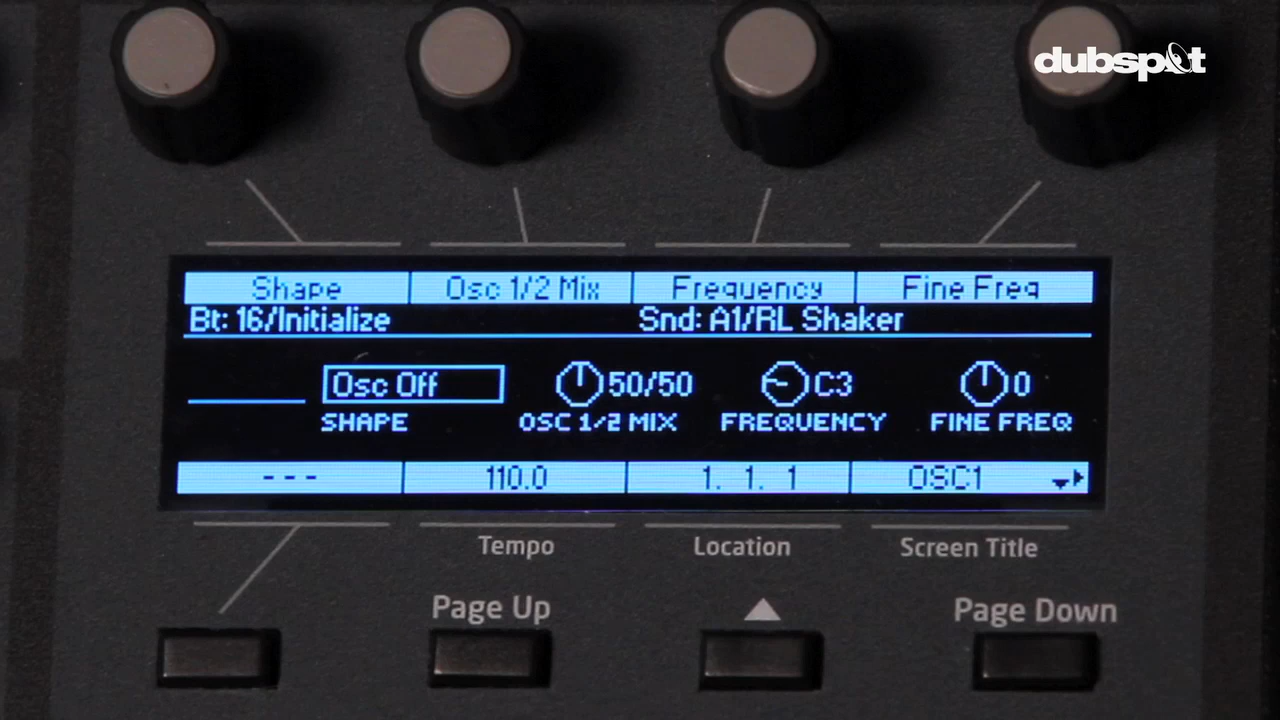 dubspot
Shape Osc 1/2 Mix Frequency Fine Freq
Bt: 16/Initialize Snd: A1/RL Shaker
Osc Off 50/50 C3 0
SHAPE OSC 1/2 MIX FREQUENCY FINE FREQ
--- 110.0 1. 1. 1 OSC1
Tempo Location Screen Title
Page Up Page Down